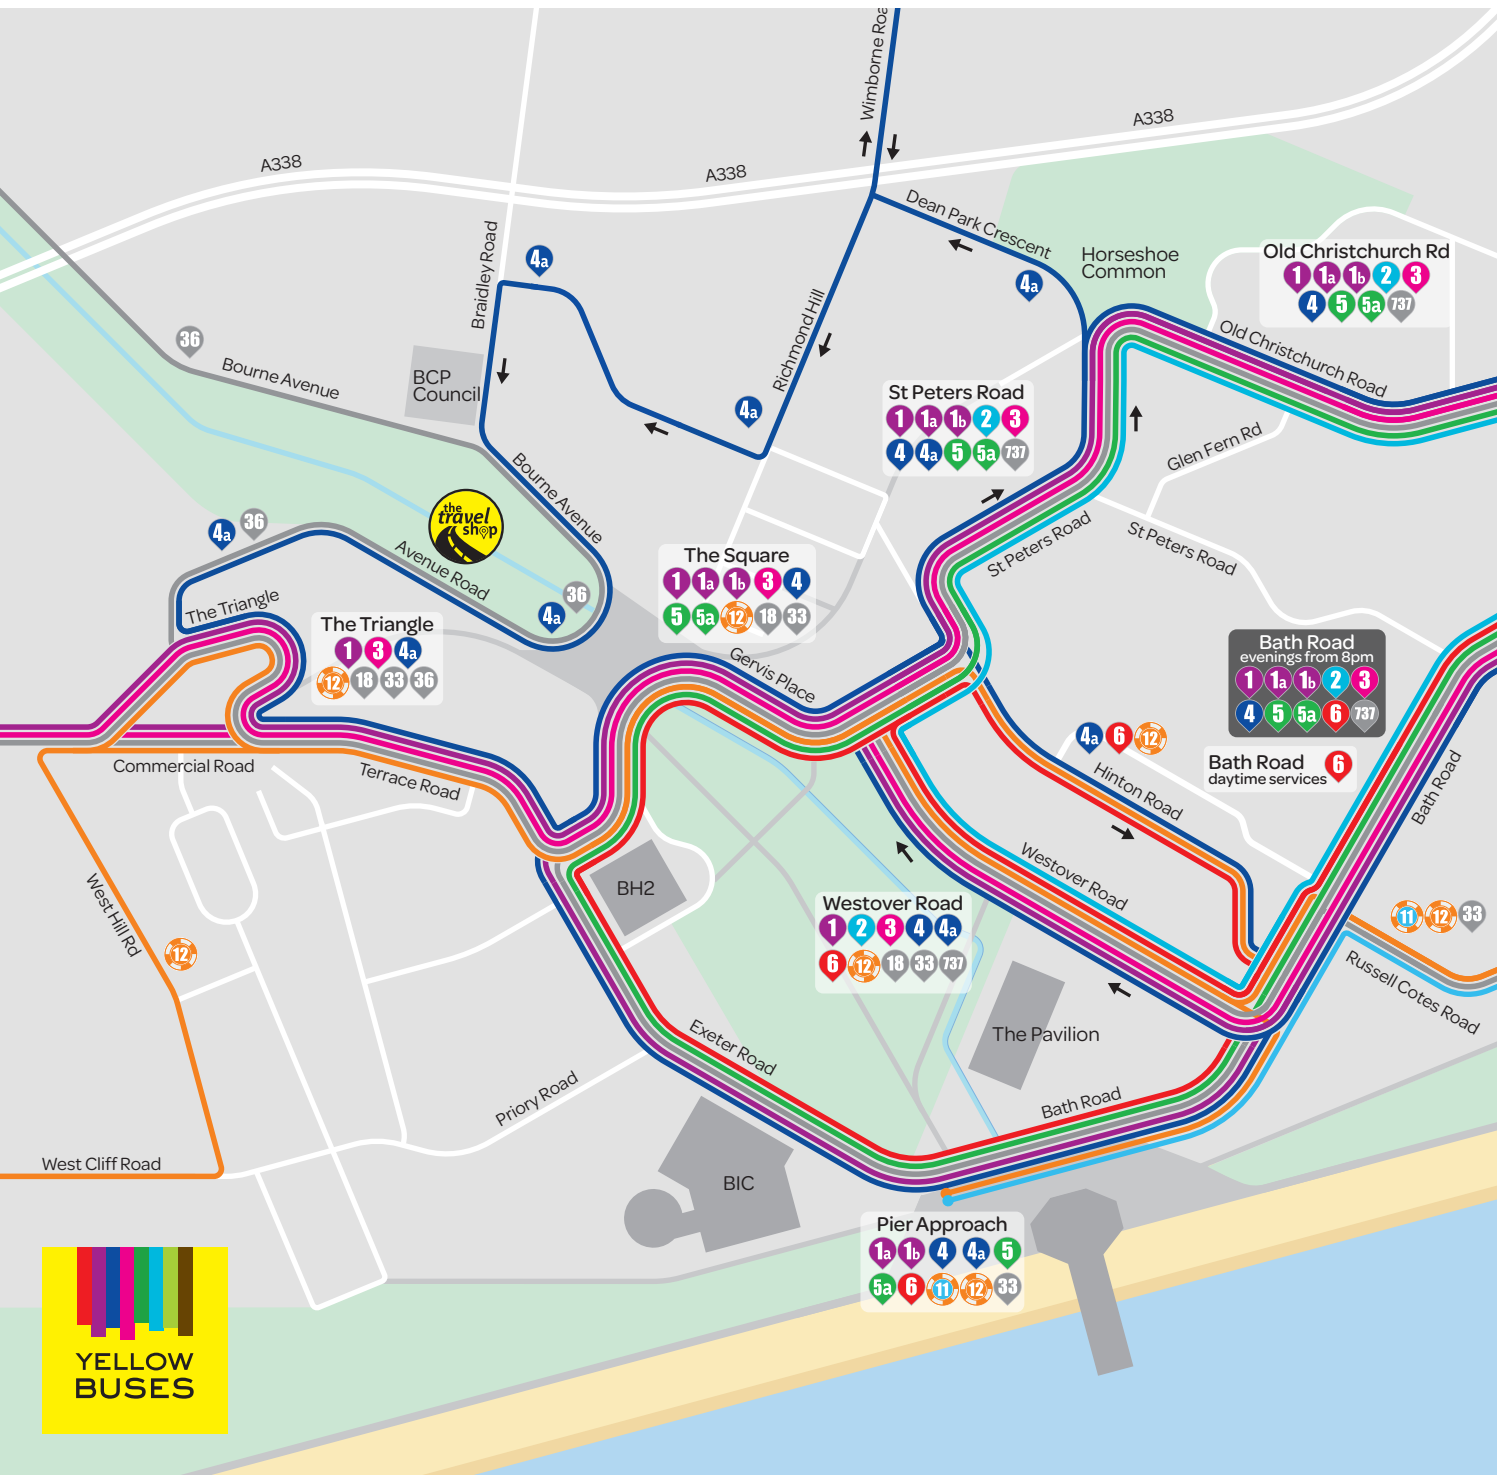 Wimborne Roa
A338
A338
A338
Dean Park Crescent
Horseshoe
Common
Old Christchurch Rd
1 1a 1b 2 3
4 5 5a 737
Old Christchurch Road
Braidley Road
4a
4a
Richmond Hill
36
Bourne Avenue
BCP
Council
4a
St Peters Road
1 1a 1b 2 3
4 4a 5 5a 737
Glen Fern Rd
Bourne Avenue
the
travel
shop
4a 36
Avenue Road
St Peters Road
St Peters Road
The Square
1 1a 1b 3 4
5 5a 12 18 33
36
4a
The Triangle
The Triangle
1 3 4a
12 18 33 36
Gervis Place
Bath Road
evenings from 8pm
1 1a 1b 2 3
4 5 5a 6 737
4a 6 12
Bath Road
daytime services 6
Hinton Road
Bath Road
Commercial Road
Terrace Road
West Hill Rd
12
BH2
Westover Road
Westover Road
1 2 3 4 4a
6 12 18 33 737
11 12 33
Russell Cotes Road
The Pavilion
Exeter Road
Priory Road
Bath Road
West Cliff Road
BIC
Pier Approach
1a 1b 4 4a 5
5a 6 11 12 33
YELLOW
BUSES